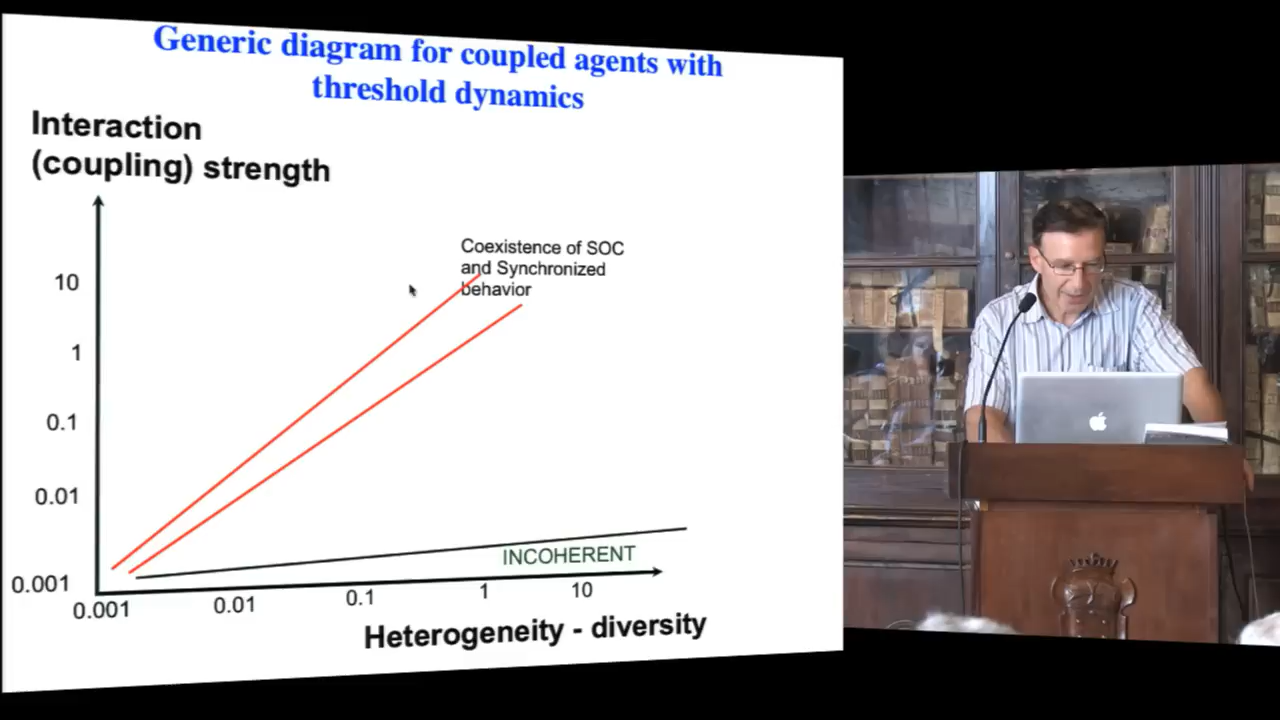 Generic diagram for coupled agents with
threshold dynamics
Interaction
(coupling) strength
Coexistence of SOC
and Synchronized
behavior
10
1
0.1
0.01
0.001
INCOHERENT
0.001
0.01
0.1
1
10
Heterogeneity - diversity